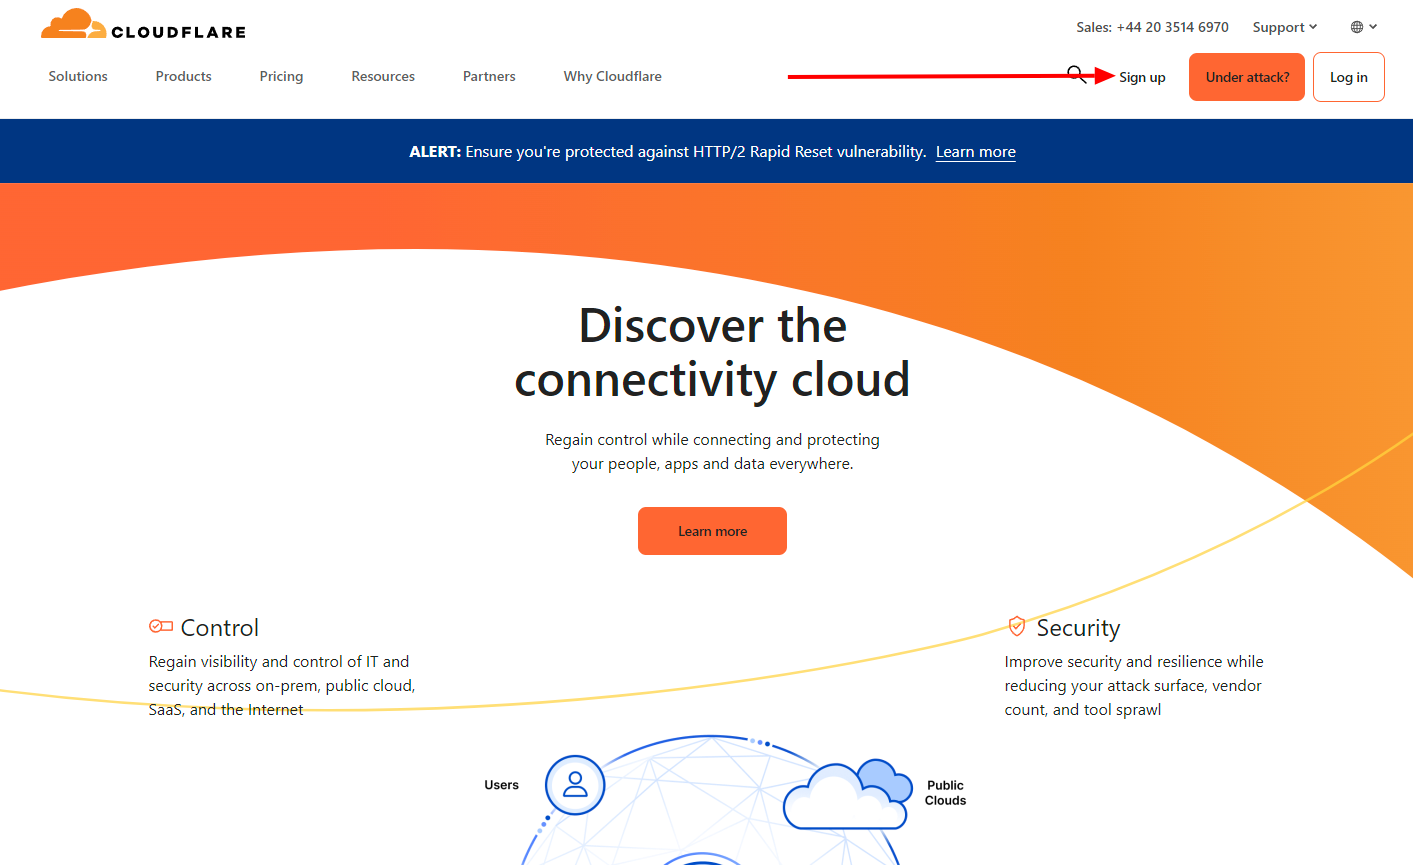 CLOUDFLARE
Sales: +44 20 3514 6970
Support
Solutions
Products
Pricing
Resources
Partners
Why Cloudflare
Sign up
Under attack?
Log in
ALERT: Ensure you're protected against HTTP/2 Rapid Reset vulnerability. Learn more
Discover the
connectivity cloud
Regain control while connecting and protecting
your people, apps and data everywhere.
Learn more
Control
Regain visibility and control of IT and
security across on-prem, public cloud,
SaaS, and the Internet
Security
Improve security and resilience while
reducing your attack surface, vendor
count, and tool sprawl
Users
Public
Clouds